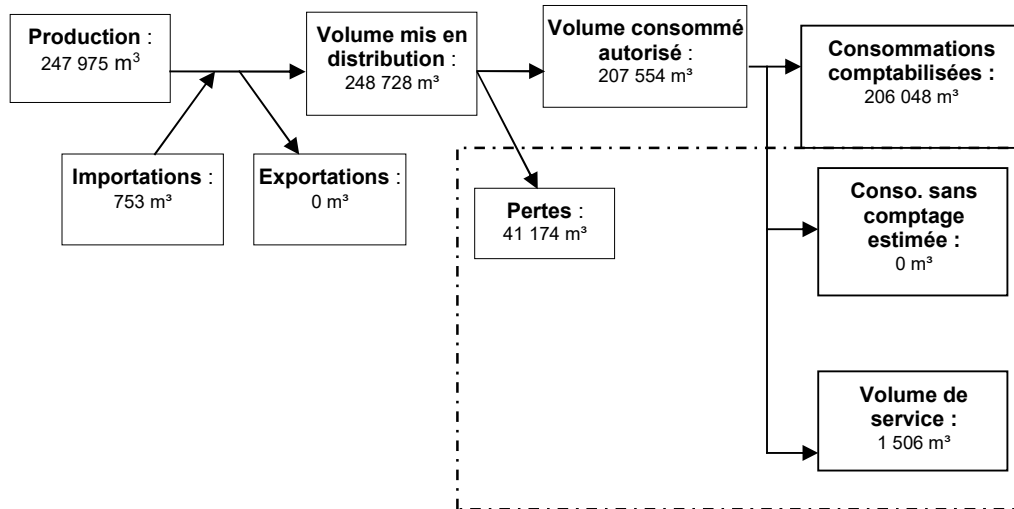 Production :
247 975 m³
Volume mis en
distribution :
248 728 m³
Volume consommé
autorisé :
207 554 m³
Consommations
comptabilisées :
206 048 m³
Importations :
753 m³
Exportations :
0 m³
Pertes :
41 174 m³
Conso. sans
comptage
estimée :
0 m³
Volume de
service :
1 506 m³